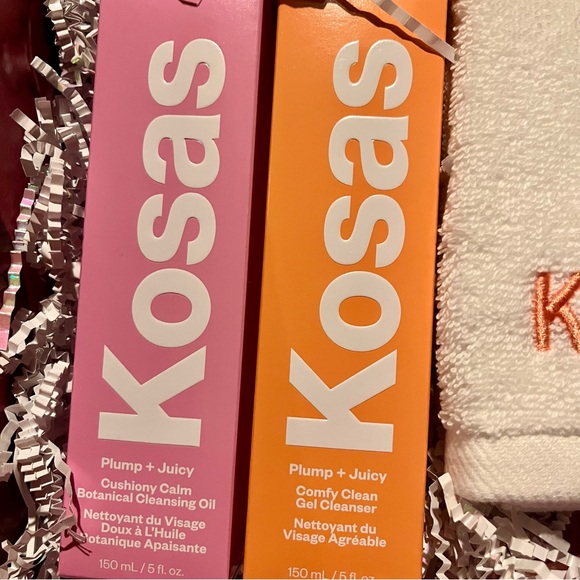 Kosas
Plump + Juicy
Cushiony Calm
Botanical Cleansing Oil
Nettoyant du Visage
Doux à L'Huile
Botanique Apaisante
150 mL / 5 fl. oz.
Kosas
Plump + Juicy
Comfy Clean
Gel Cleanser
Nettoyant du
Visage Agréable
150 mL / 5 fl. oz.
K